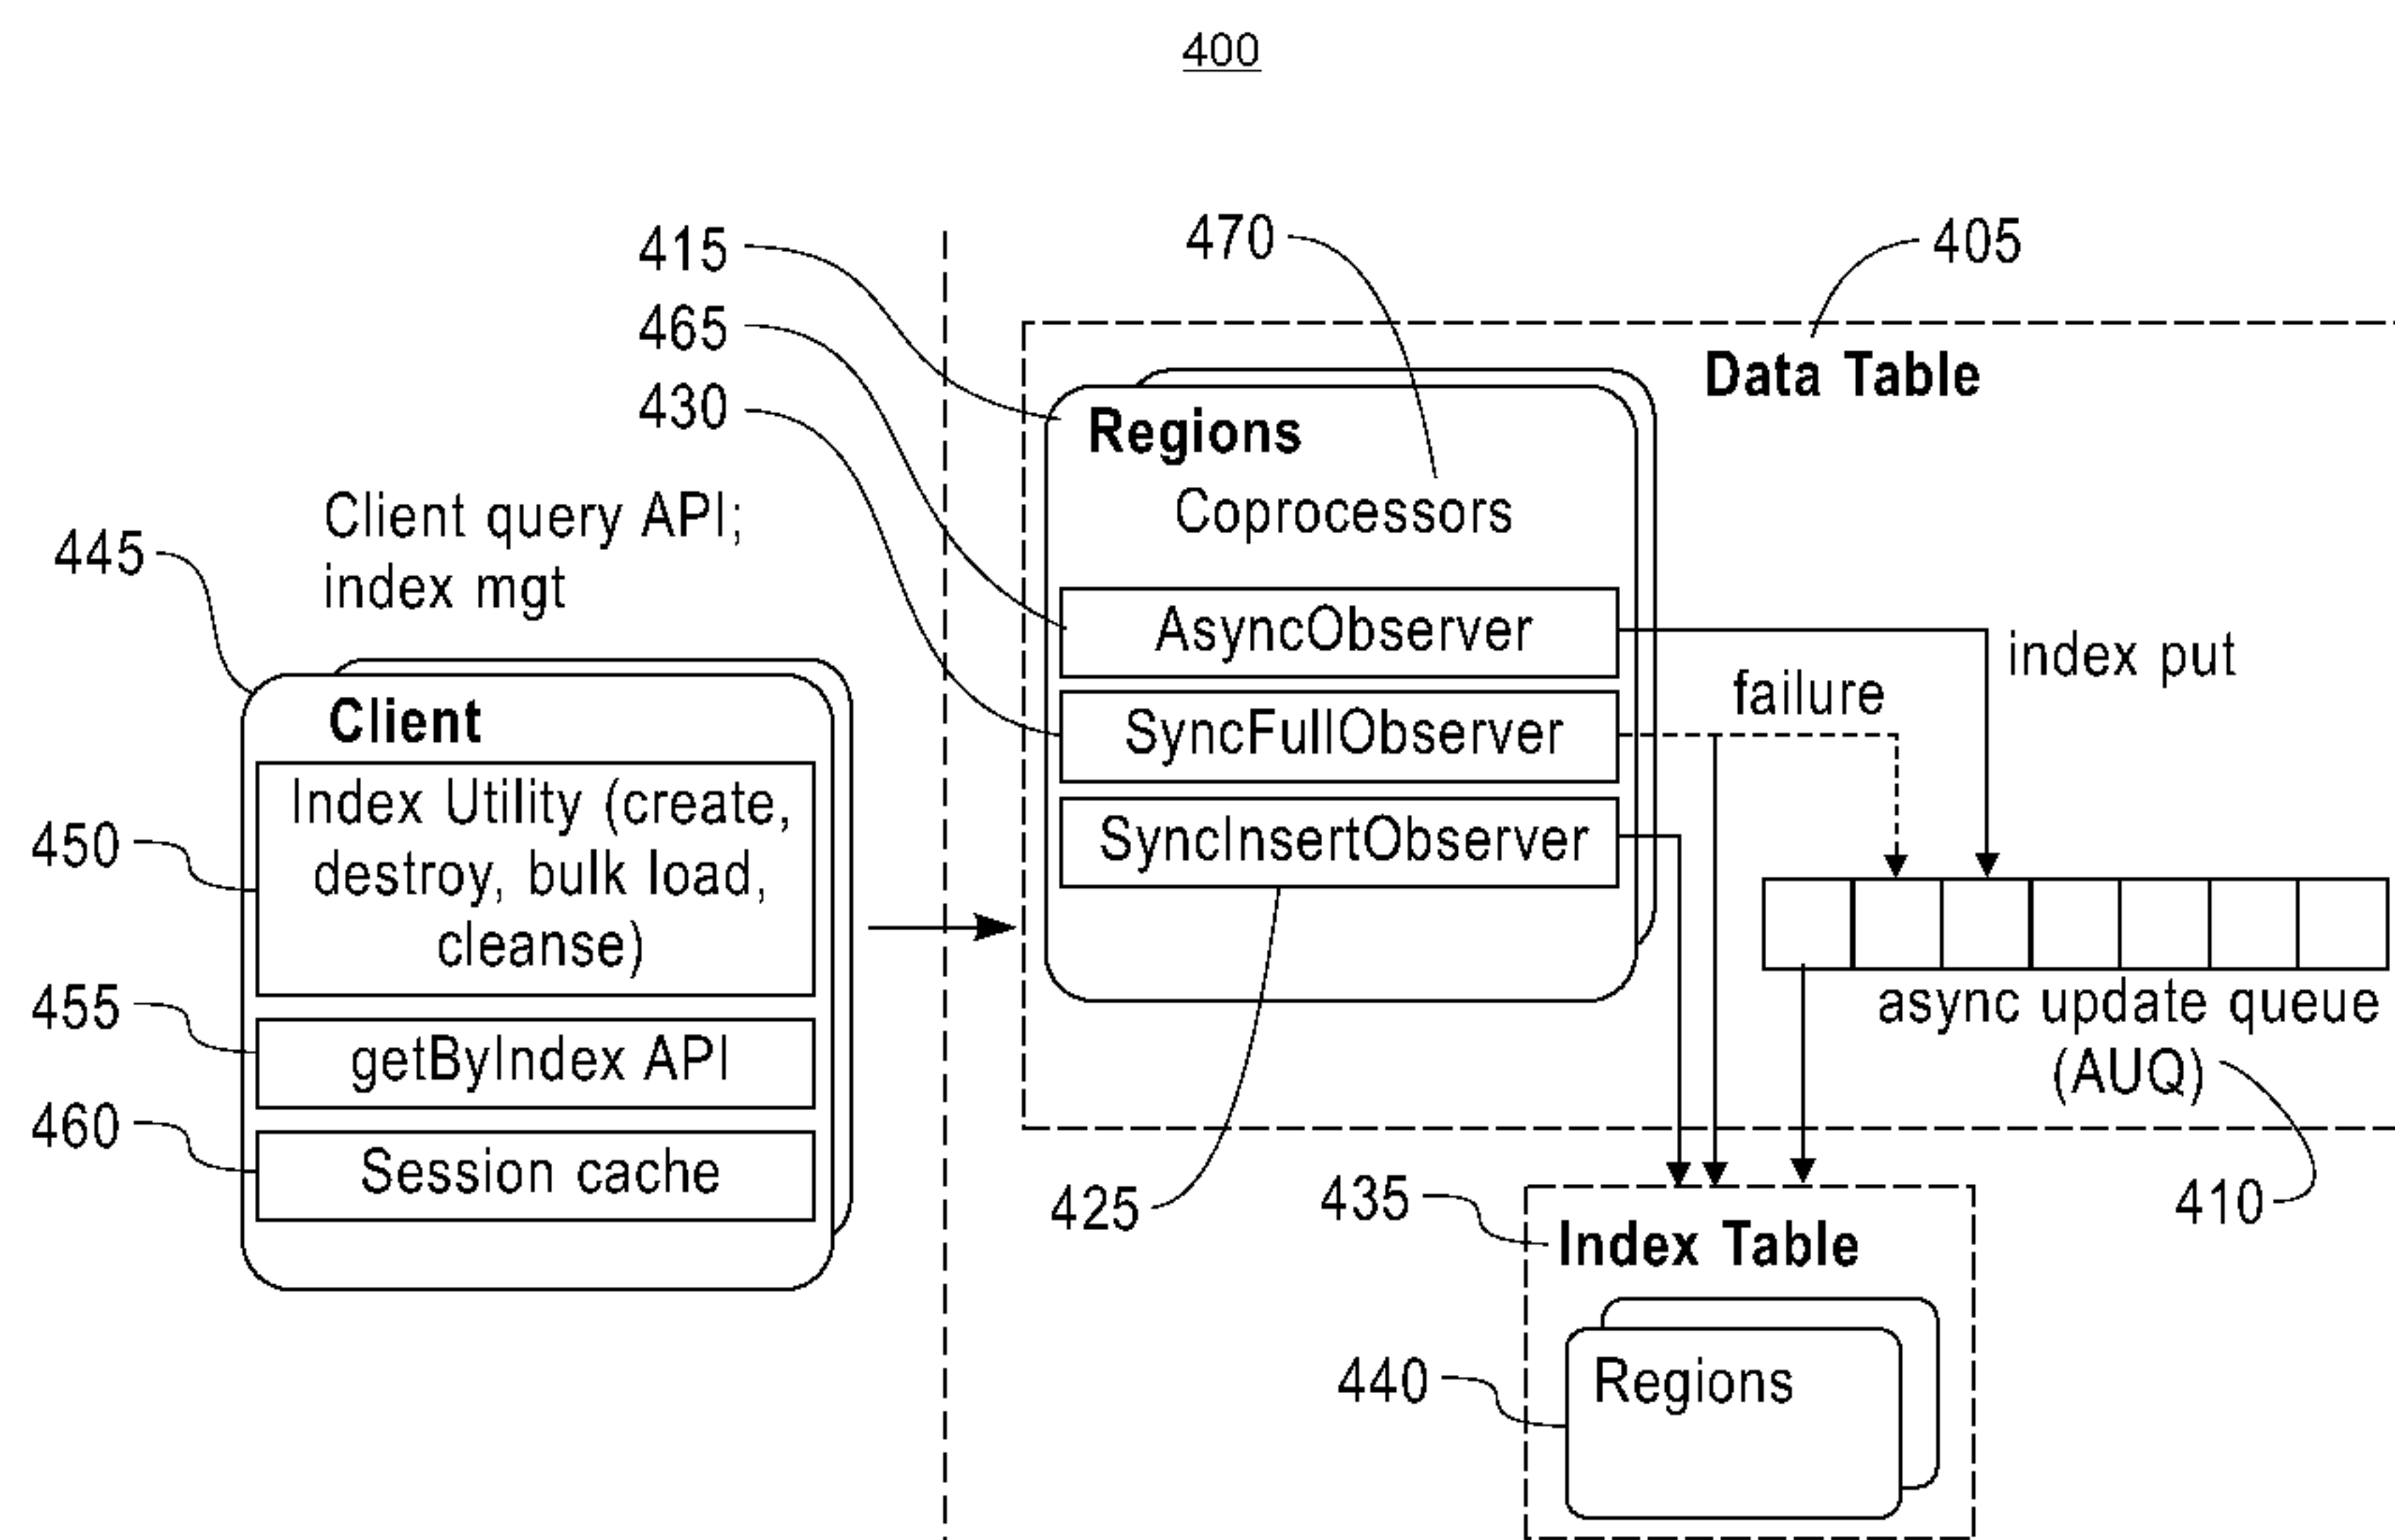 400
415
470
405
465
430
Data Table
Regions
Coprocessors
Client query API;
index mgt
445
AsyncObserver
index put
failure
SyncFullObserver
SyncInsertObserver
Client
Index Utility (create,
destroy, bulk load,
cleanse)
450
455
getByIndex API
460
Session cache
async update queue
(AUQ)
425
435
410
Index Table
440
Regions